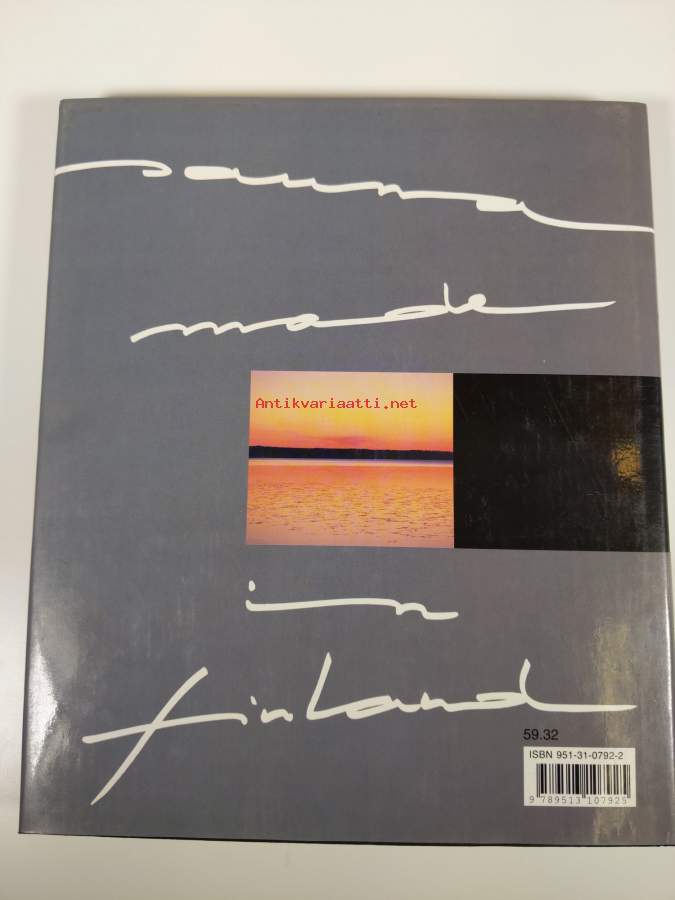 sauna
made
Antikvariaatti.net
in
finland
59.32
ISBN 951-31-0792-2
9 789513 107925